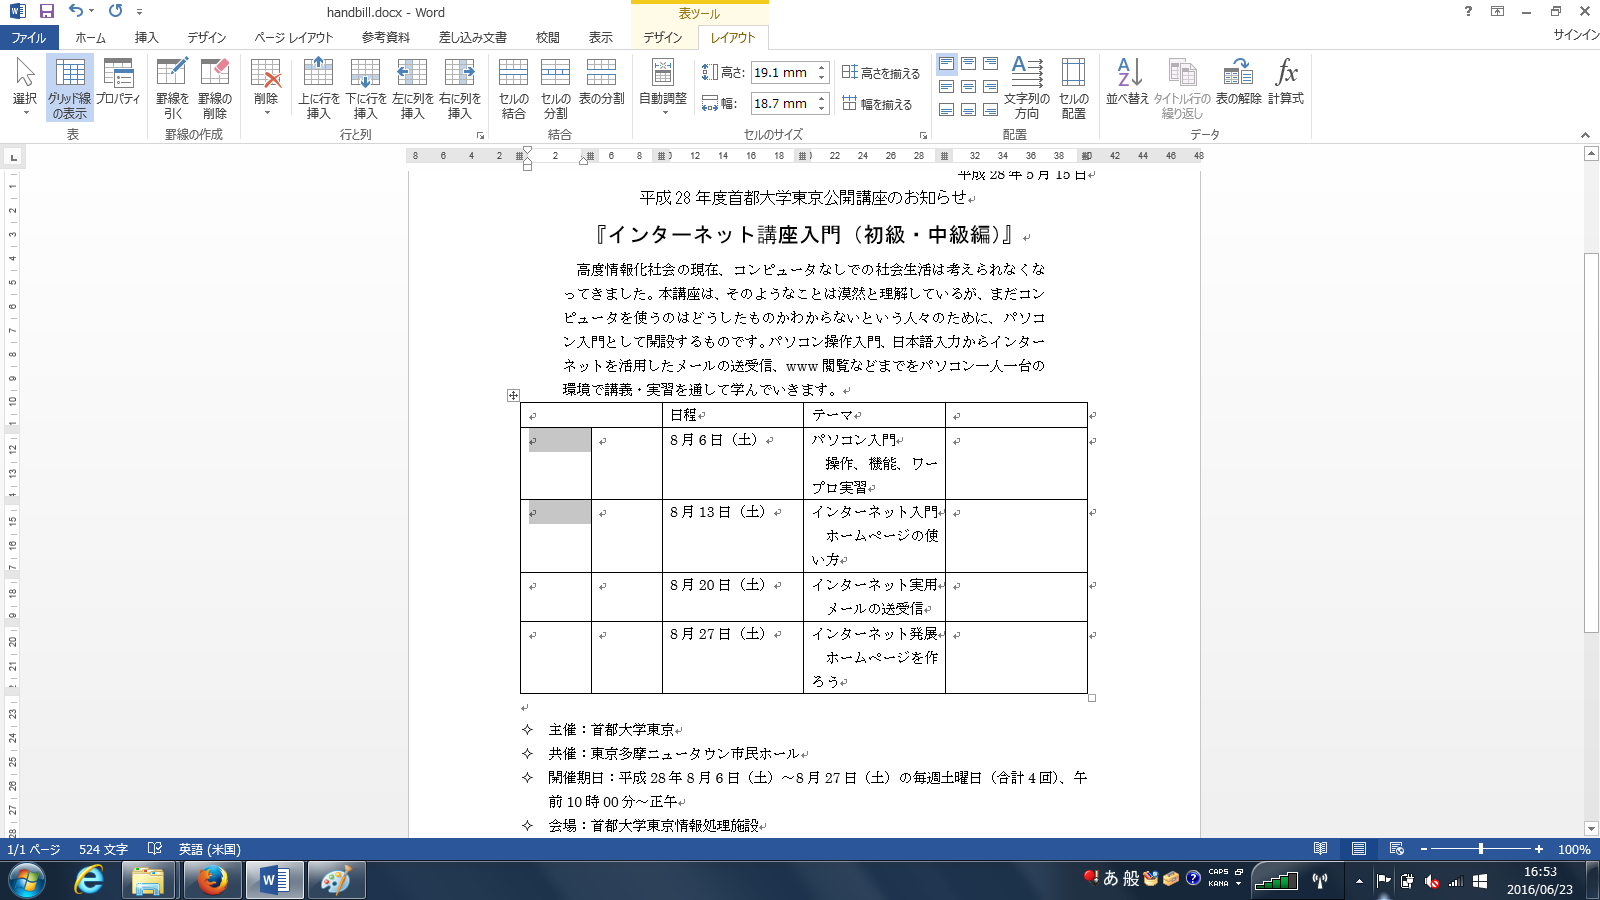 handbill.docx - Word
表ツール
サインイン
ファイル ホーム 挿入 デザイン ページ レイアウト 参考資料 差し込み文書 校閲 表示 デザイン レイアウト
選択 グリッド線の表示 プロパティ 罫線を引く 罫線の削除 削除 上に行を挿入 下に行を挿入 左に列を挿入 右に列を挿入 セルの結合 セルの分割 表の分割 自動調整 高さ: 19.1 mm 高さを揃える 文字列の方向 セルの配置 並べ替え タイトル行の繰り返し 表の解除 計算式
幅: 18.7 mm 幅を揃える
表 罫線の作成 行と列 結合 セルのサイズ 配置 データ
8 6 4 2 2 6 8 12 14 16 18 22 24 26 28 32 34 36 38 42 44 46 48
平成 28 年 5 月 15 日
平成 28 年度首都大学東京公開講座のお知らせ
『インターネット講座入門（初級・中級編）』
高度情報化社会の現在、コンピュータなしでの社会生活は考えられなくな
ってきました。本講座は、そのようなことは漠然と理解しているが、まだコン
ピュータを使うのはどうしたものかわからないという人々のために、パソコ
ン入門として開設するものです。パソコン操作入門、日本語入力からインター
ネットを活用したメールの送受信、www 閲覧などまでをパソコン一人一台の
環境で講義・実習を通して学んでいきます。
日程 テーマ
8 月 6 日（土） パソコン入門
操作、機能、ワー
プロ実習
8 月 13 日（土） インターネット入門
ホームページの使
い方
8 月 20 日（土） インターネット実用
メールの送受信
8 月 27 日（土） インターネット発展
ホームページを作
ろう
✧ 主催：首都大学東京
✧ 共催：東京多摩ニュータウン市民ホール
✧ 開催期日：平成 28 年 8 月 6 日（土）～8 月 27 日（土）の毎週土曜日（合計 4 回）、午
前 10 時 00 分～正午
✧ 会場：首都大学東京情報処理施設
1/1 ページ 524 文字 英語 (米国) 100%
あ 般 CAPS KANA
16:53
2016/06/23